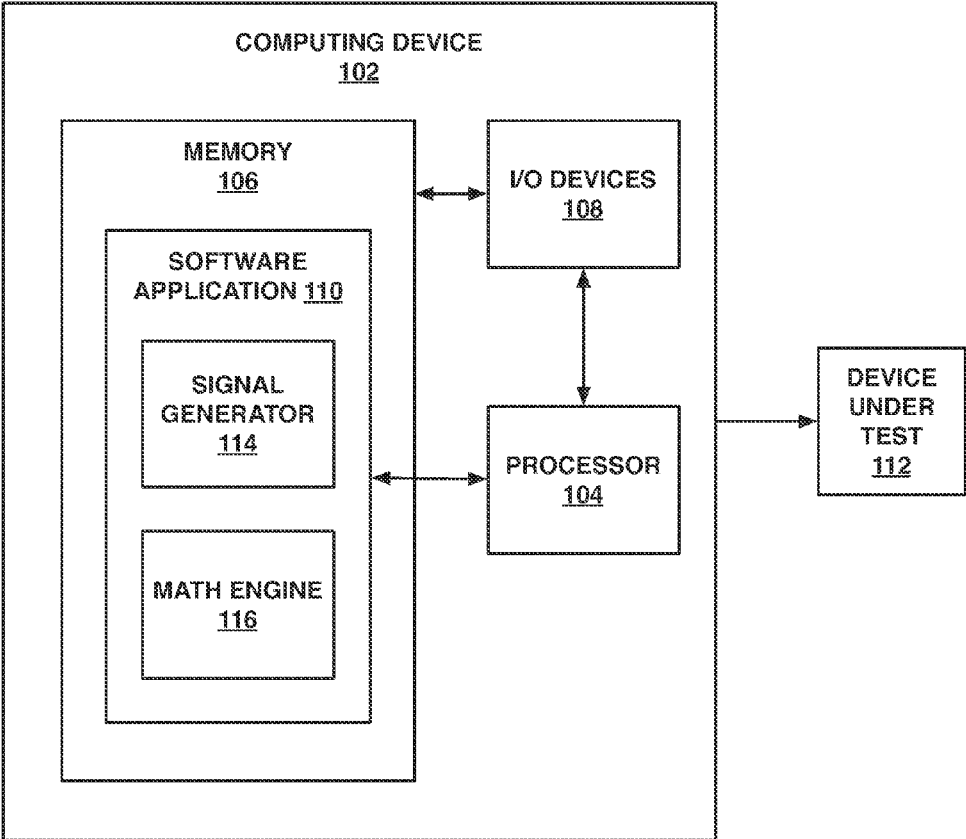 COMPUTING DEVICE
102
MEMORY
106
SOFTWARE
APPLICATION 110
SIGNAL
GENERATOR
114
MATH ENGINE
116
I/O DEVICES
108
PROCESSOR
104
DEVICE
UNDER
TEST
112